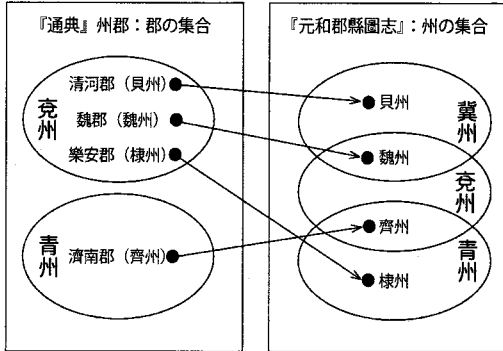 『通典』州郡：郡の集合
清河郡（貝州）
魏郡（魏州）
樂安郡（棣州）
兗州
濟南郡（齊州）
青州
『元和郡縣圖志』：州の集合
貝州
冀州
魏州
兗州
齊州
青州
棣州